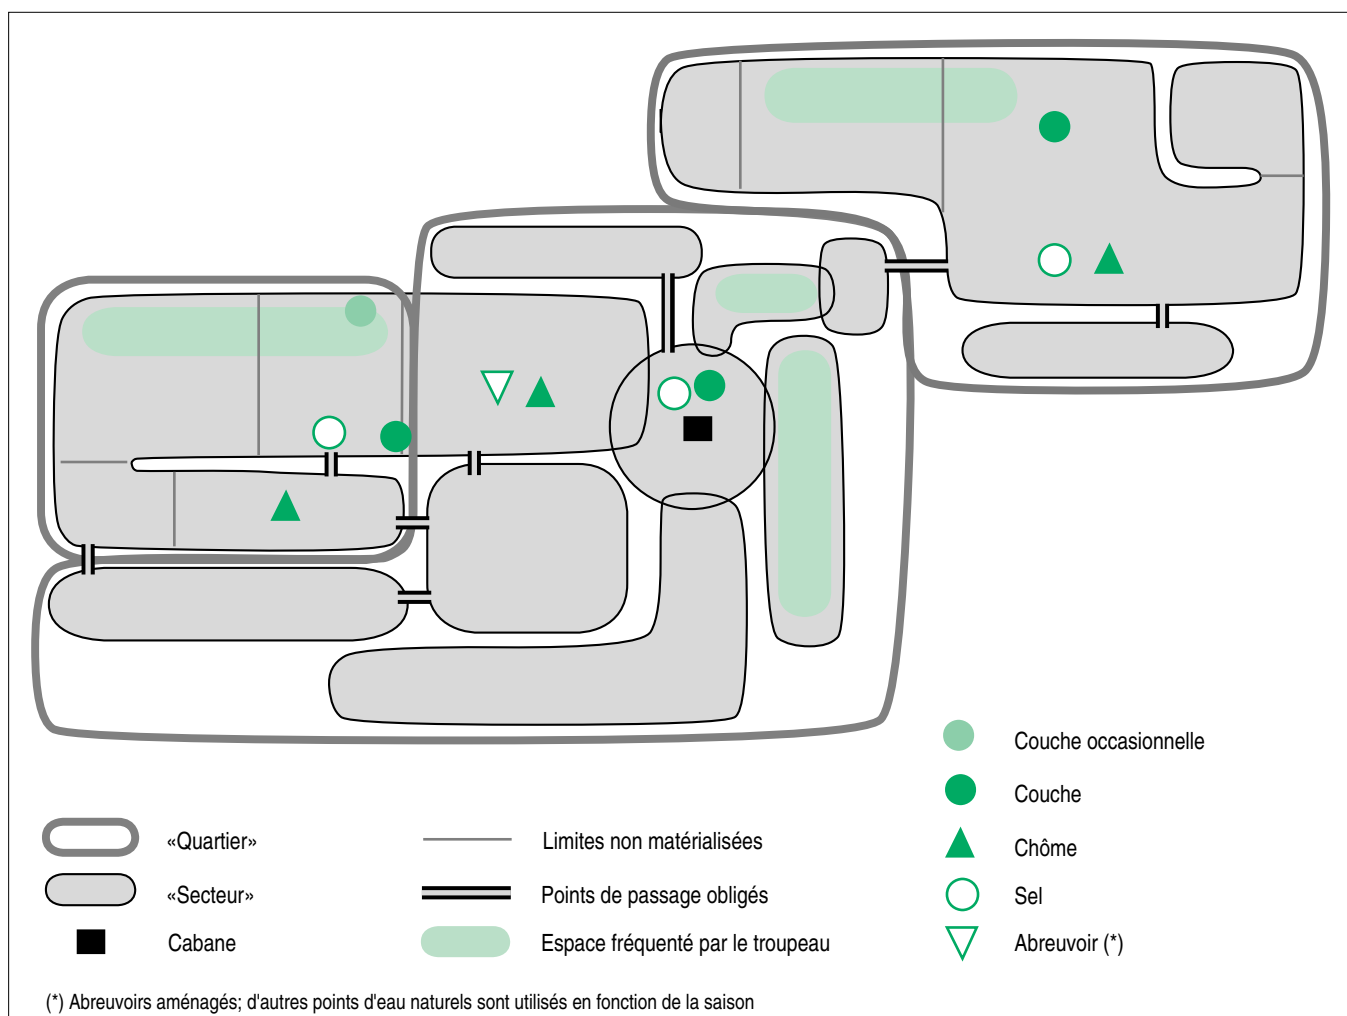 Couche occasionnelle
Couche
«Quartier»
Limites non matérialisées
Chôme
«Secteur»
Points de passage obligés
Sel
Cabane
Espace fréquenté par le troupeau
Abreuvoir (*)
(*) Abreuvoirs aménagés; d'autres points d'eau naturels sont utilisés en fonction de la saison